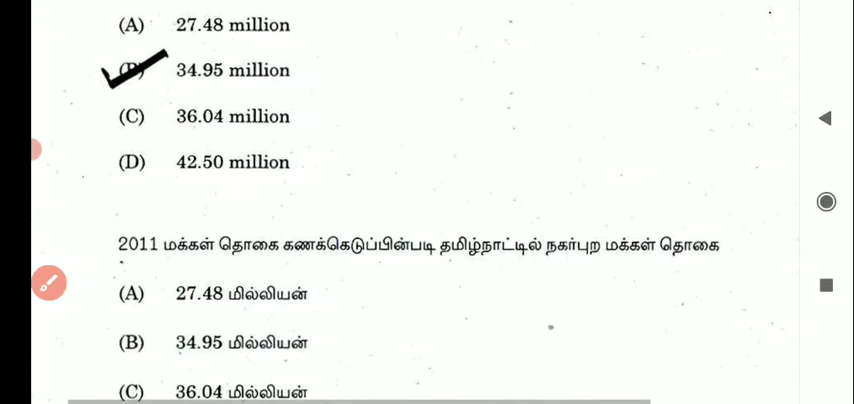 (A) 27.48 million
(B) 34.95 million
(C) 36.04 million
(D) 42.50 million
2011 மக்கள் தொகை கணக்கெடுப்பின்படி தமிழ்நாட்டில் நகர்புற மக்கள் தொகை
(A) 27.48 மில்லியன்
(B) 34.95 மில்லியன்
(C) 36.04 மில்லியன்